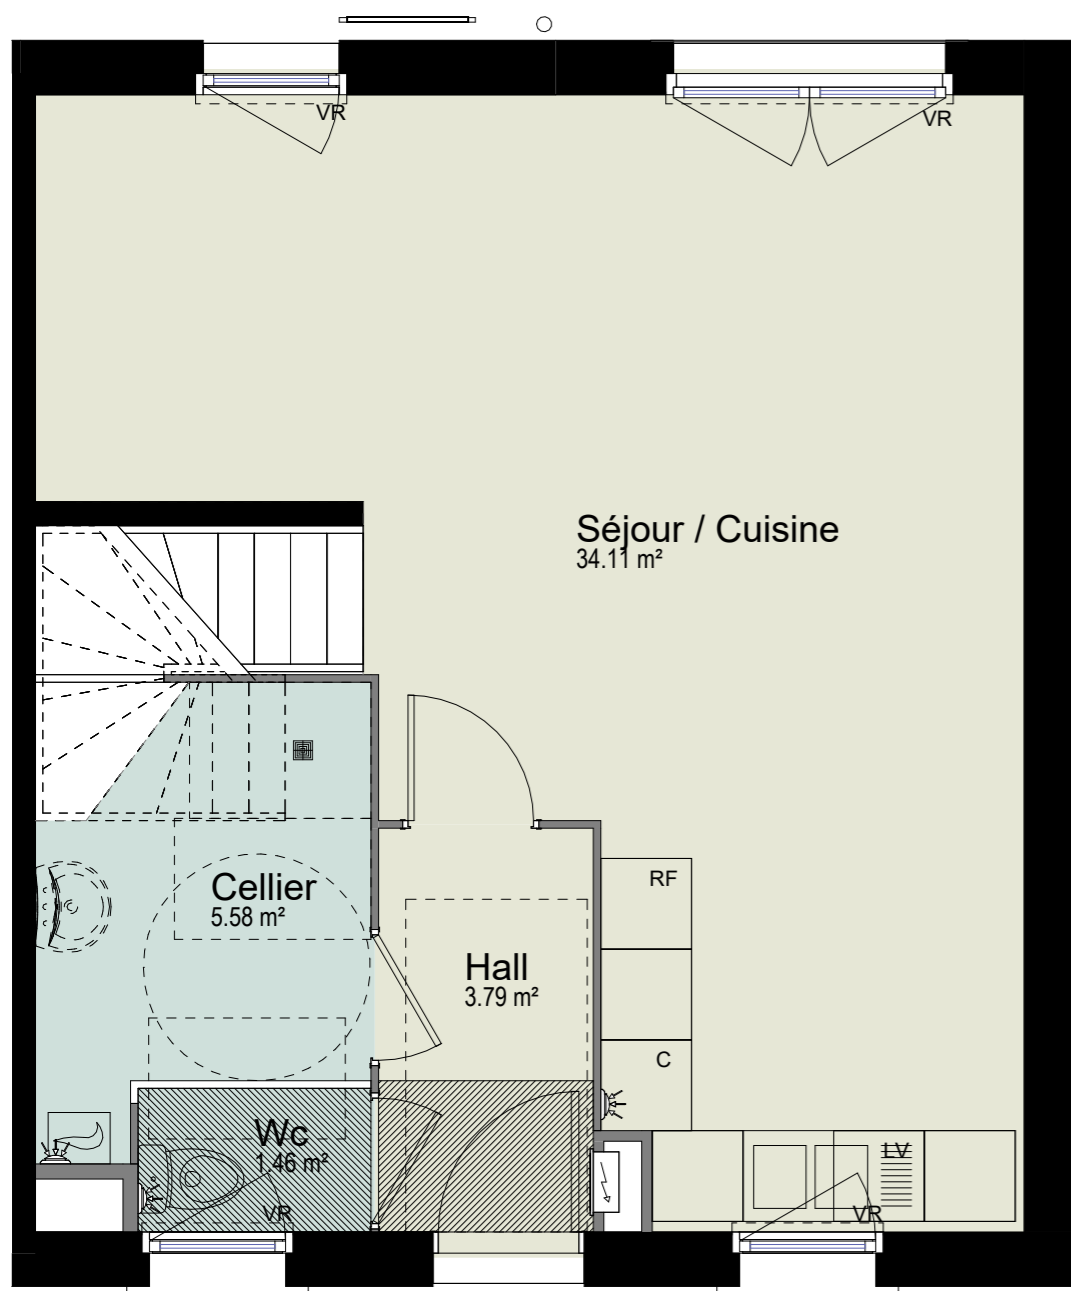 VR
VR
Séjour / Cuisine
34.11 m²
Cellier
5.58 m²
RF
Hall
3.79 m²
C
Wc
1.46 m²
LV
VR
VR